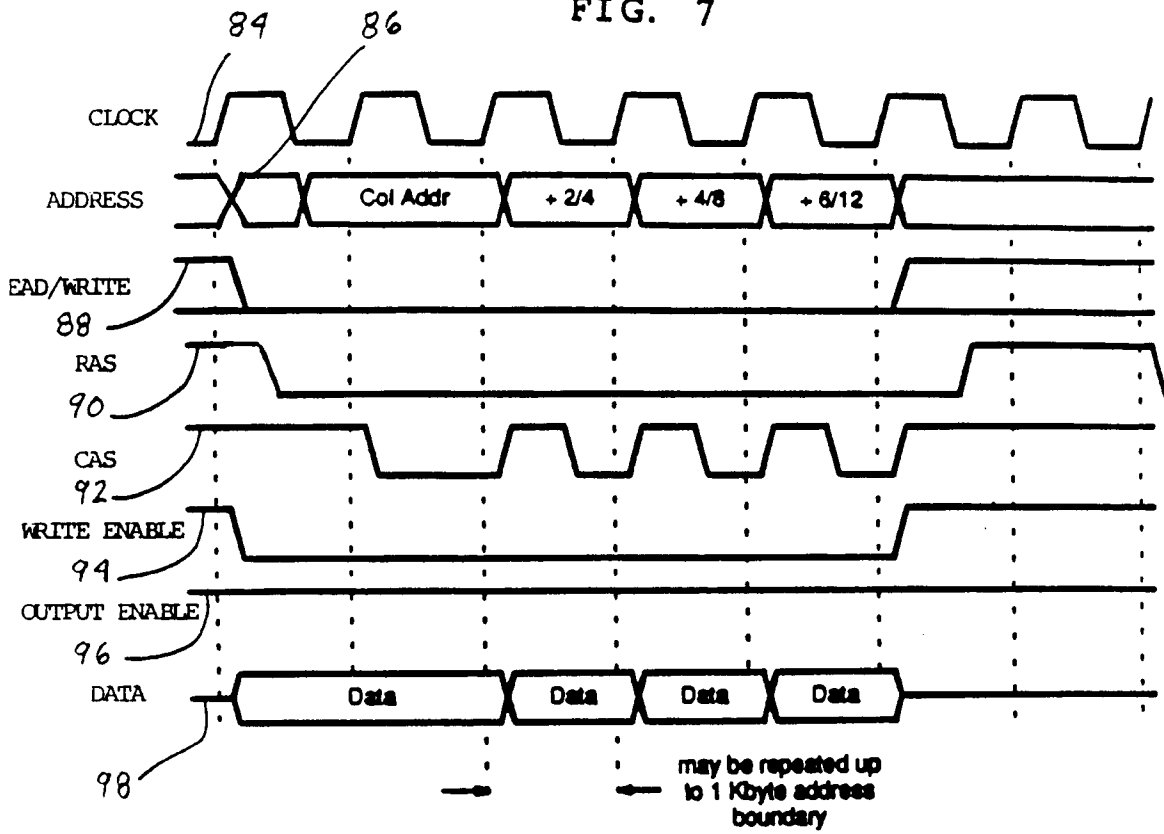 FIG. 7
84
86
CLOCK
ADDRESS
Col Addr
+ 2/4
+ 4/8
+ 6/12
EAD/WRITE
88
RAS
90
CAS
92
WRITE ENABLE
94
OUTPUT ENABLE
96
DATA
Data
Data
Data
Data
98
may be repeated up
to 1 Kbyte address
boundary